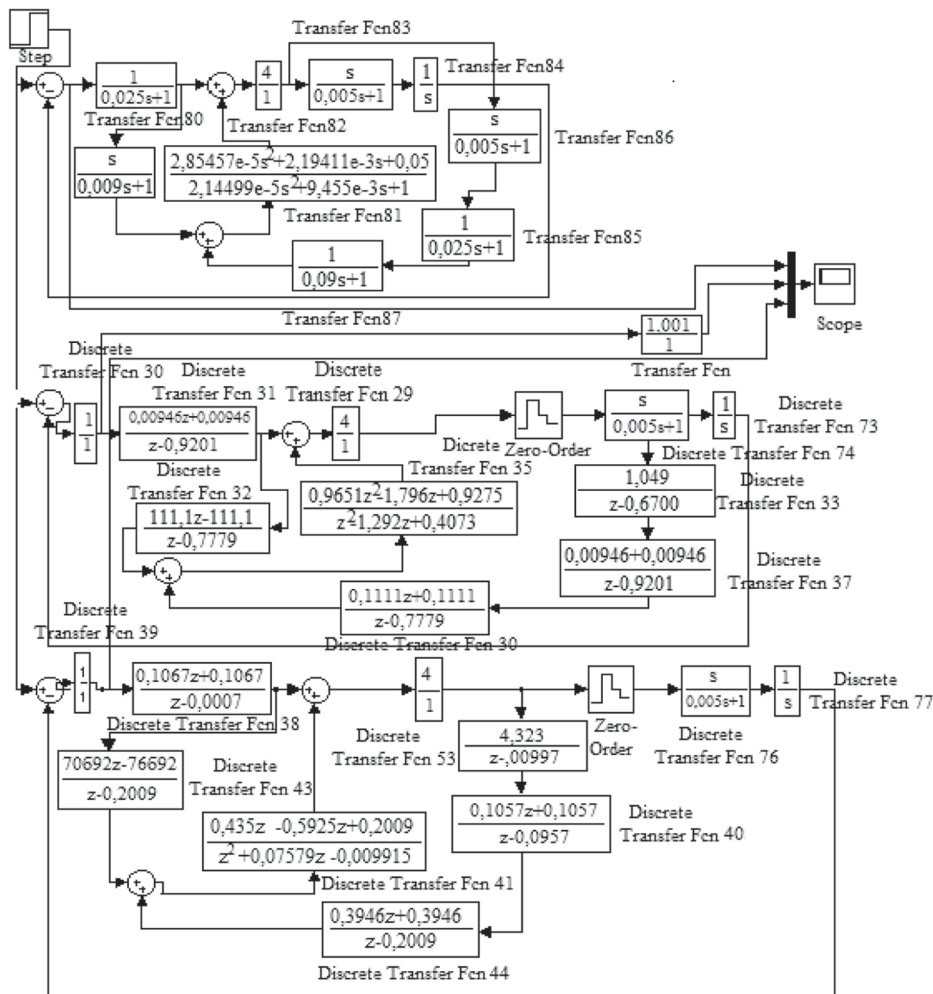 Step
Transfer Fcn83
1
0,025s+1
4
1
s
0,005s+1
1
s
Transfer Fcn84
Transfer Fcn80
Transfer Fcn82
s
0,005s+1
Transfer Fcn86
s
0,009s+1
2,85457e-5s²+2,19411e-3s+0,05
2,14499e-5s²+9,455e-3s+1
Transfer Fcn81
1
0,025s+1
Transfer Fcn85
1
0,09s+1
Transfer Fcn87
1.001
1
Scope
Transfer Fcn
Discrete
Transfer Fcn 30
Discrete
Transfer Fcn 31
Discrete
Transfer Fcn 29
1
1
0,00946z+0,00946
z-0,9201
4
1
Zero-Order
s
0,005s+1
1
s
Discrete
Transfer Fcn 73
Discrete Transfer Fcn 74
Dicrete
Transfer Fcn 35
Discrete
Transfer Fcn 32
111,1z-111,1
z-0,7779
0,9651z²-1,796z+0,9275
z²1,292z+0,4073
1,049
z-0,6700
Discrete
Transfer Fcn 33
0,00946+0,00946
z-0,9201
Discrete
Transfer Fcn 37
0,1111z+0,1111
z-0,7779
Discrete Transfer Fcn 30
Discrete
Transfer Fcn 39
1
1
0,1067z+0,1067
z-0,0007
4
1
Zero-
Order
s
0,005s+1
1
s
Discrete
Transfer Fcn 77
Discrete Transfer Fcn 38
Discrete
Transfer Fcn 53
Discrete
Transfer Fcn 76
70692z-76692
z-0,2009
Discrete
Transfer Fcn 43
4,323
z-,00997
0,435z -0,5925z+0,2009
z²+0,07579z -0,009915
0,1057z+0,1057
z-0,0957
Discrete
Transfer Fcn 40
Discrete Transfer Fcn 41
0,3946z+0,3946
z-0,2009
Discrete Transfer Fcn 44